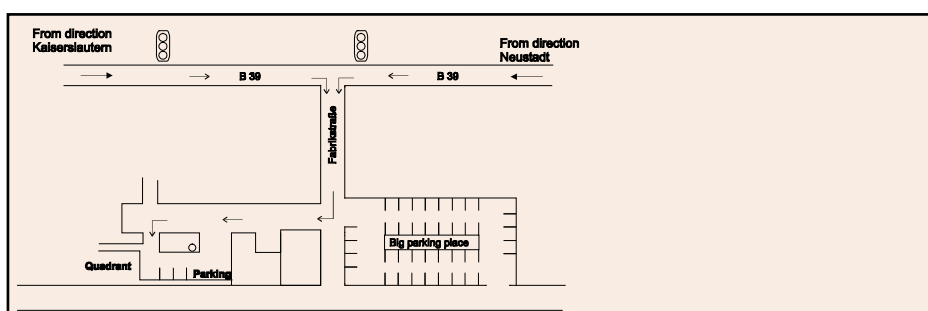 From direction
Kaiserslautern
From direction
Neustadt
B 39
B 39
Fabrikstraße
Big parking place
Quadrant
Parking